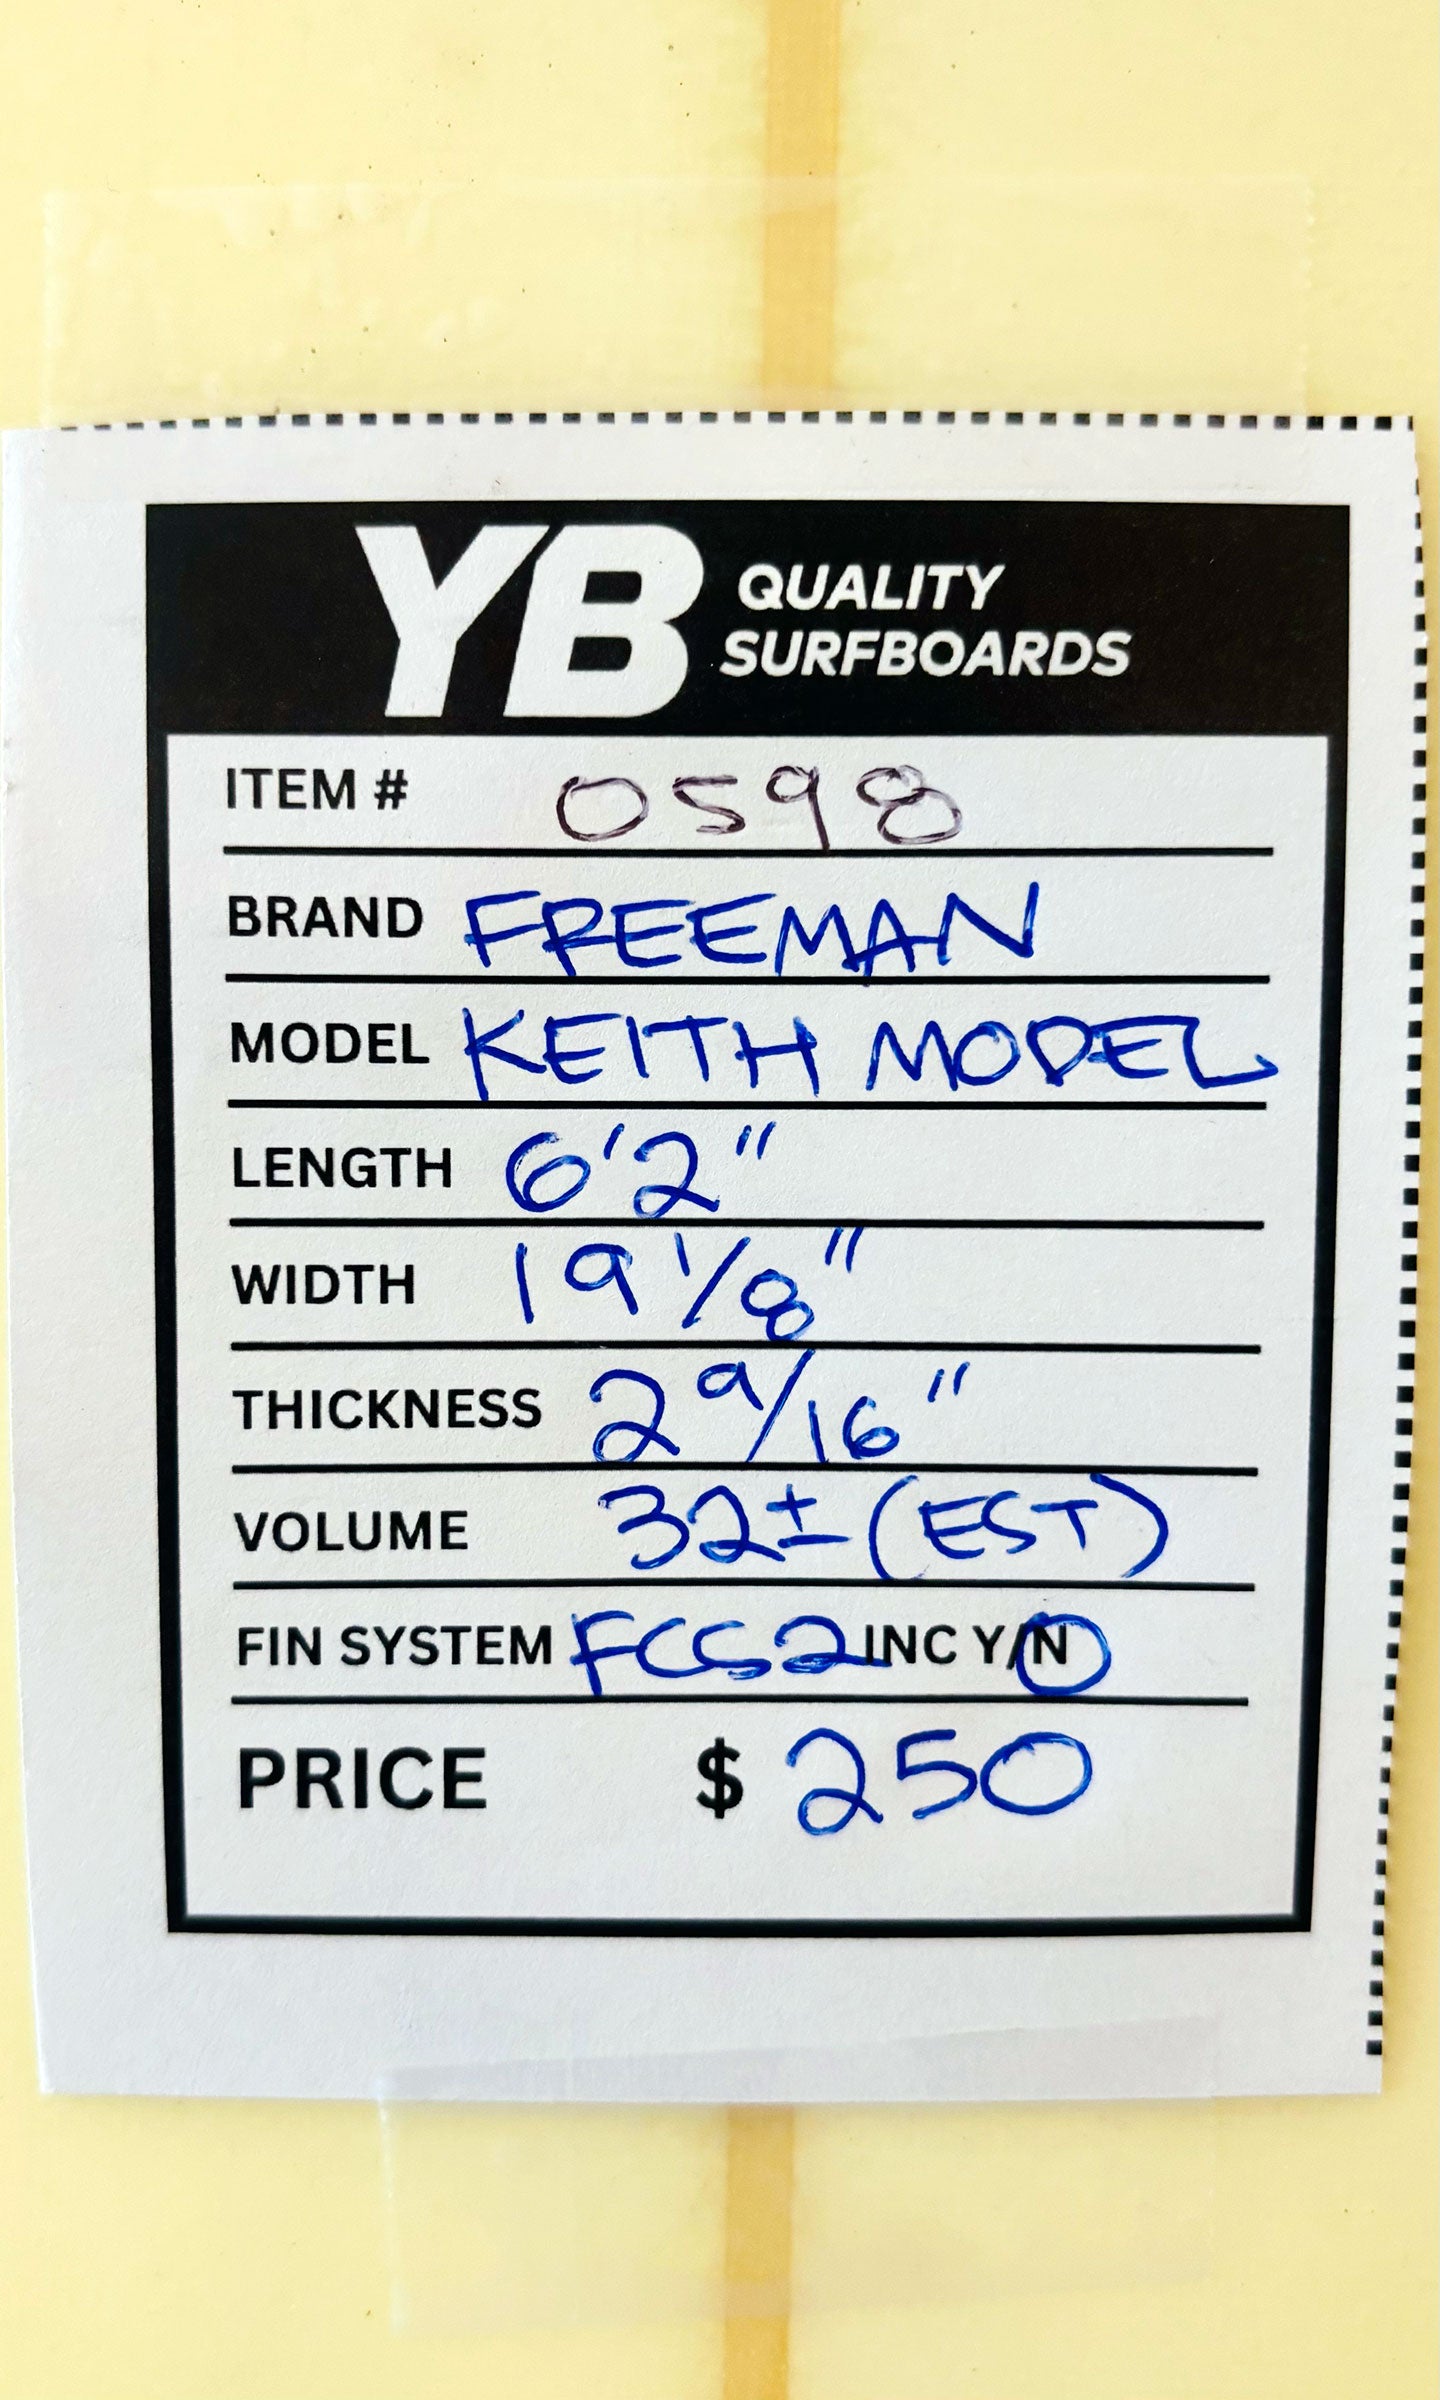 YB QUALITY
SURFBOARDS
ITEM # 0598
BRAND FREEMAN
MODEL KEITH MODEL
LENGTH 6'2"
WIDTH 19 1/8"
THICKNESS 2 9/16"
VOLUME 32± (EST)
FIN SYSTEM FCS2 INC Y/N
PRICE $ 250